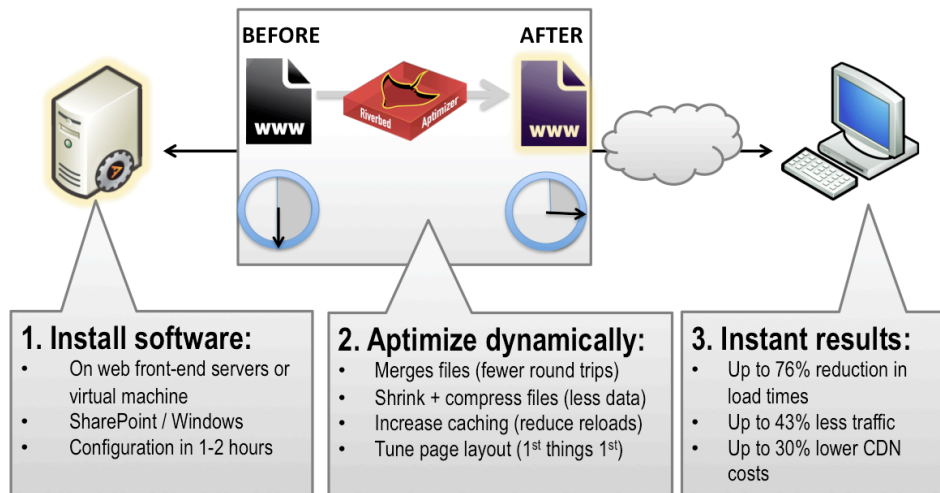 BEFORE
AFTER
www
Riverbed
Aptimizer
www
1. Install software:
• On web front-end servers or
virtual machine
• SharePoint / Windows
• Configuration in 1-2 hours
2. Aptimize dynamically:
• Merges files (fewer round trips)
• Shrink + compress files (less data)
• Increase caching (reduce reloads)
• Tune page layout (1st things 1st)
3. Instant results:
• Up to 76% reduction in
load times
• Up to 43% less traffic
• Up to 30% lower CDN
costs